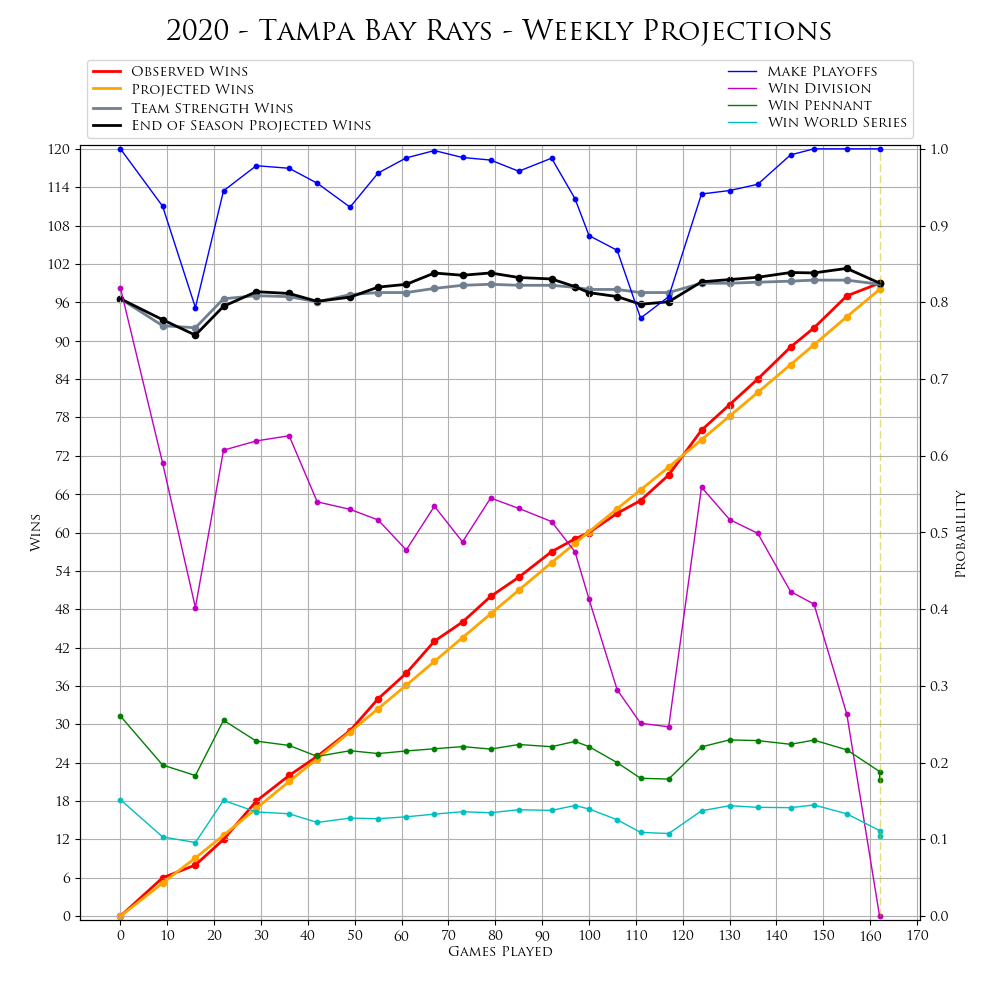 2020 - Tampa Bay Rays - Weekly Projections
Observed Wins
Projected Wins
Team Strength Wins
End of Season Projected Wins
Make Playoffs
Win Division
Win Pennant
Win World Series
120
114
108
102
96
90
84
78
72
66
60
54
48
42
36
30
24
18
12
6
0
Wins
1.0
0.9
0.8
0.7
0.6
0.5
0.4
0.3
0.2
0.1
0.0
Probability
0 10 20 30 40 50 60 70 80 90 100 110 120 130 140 150 160 170
Games Played